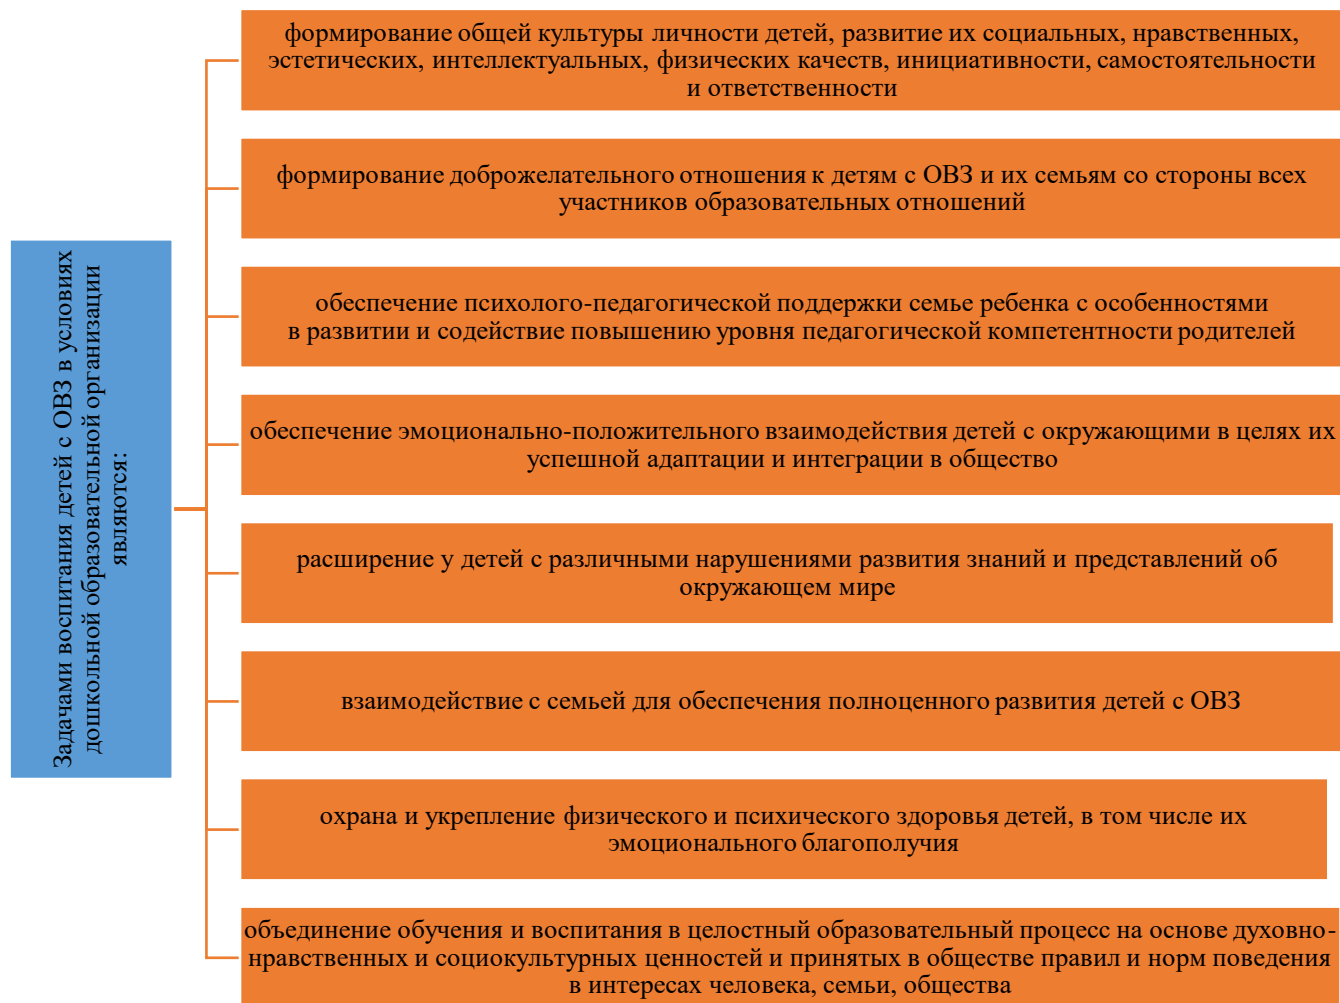 Задачами воспитания детей с ОВЗ в условиях
дошкольной образовательной организации
являются:
формирование общей культуры личности детей, развитие их социальных, нравственных,
эстетических, интеллектуальных, физических качеств, инициативности, самостоятельности
и ответственности
формирование доброжелательного отношения к детям с ОВЗ и их семьям со стороны всех
участников образовательных отношений
обеспечение психолого-педагогической поддержки семье ребенка с особенностями
в развитии и содействие повышению уровня педагогической компетентности родителей
обеспечение эмоционально-положительного взаимодействия детей с окружающими в целях их
успешной адаптации и интеграции в общество
расширение у детей с различными нарушениями развития знаний и представлений об
окружающем мире
взаимодействие с семьей для обеспечения полноценного развития детей с ОВЗ
охрана и укрепление физического и психического здоровья детей, в том числе их
эмоционального благополучия
объединение обучения и воспитания в целостный образовательный процесс на основе духовно-
нравственных и социокультурных ценностей и принятых в обществе правил и норм поведения
в интересах человека, семьи, общества